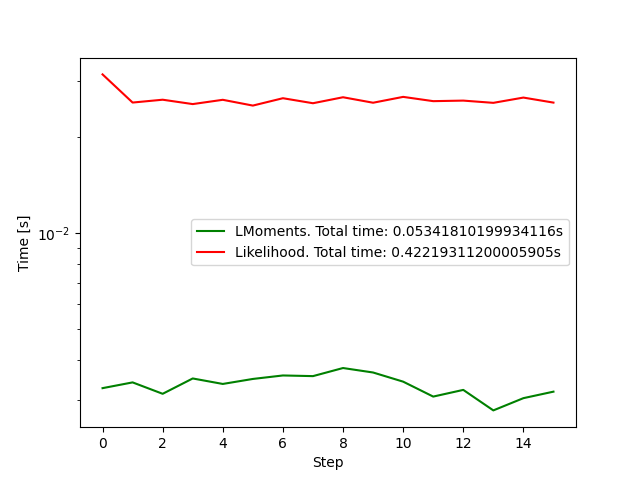 Time [s]
10⁻²
LMoments. Total time: 0.05341810199934116s
Likelihood. Total time: 0.42219311200005905s
0 2 4 6 8 10 12 14
Step